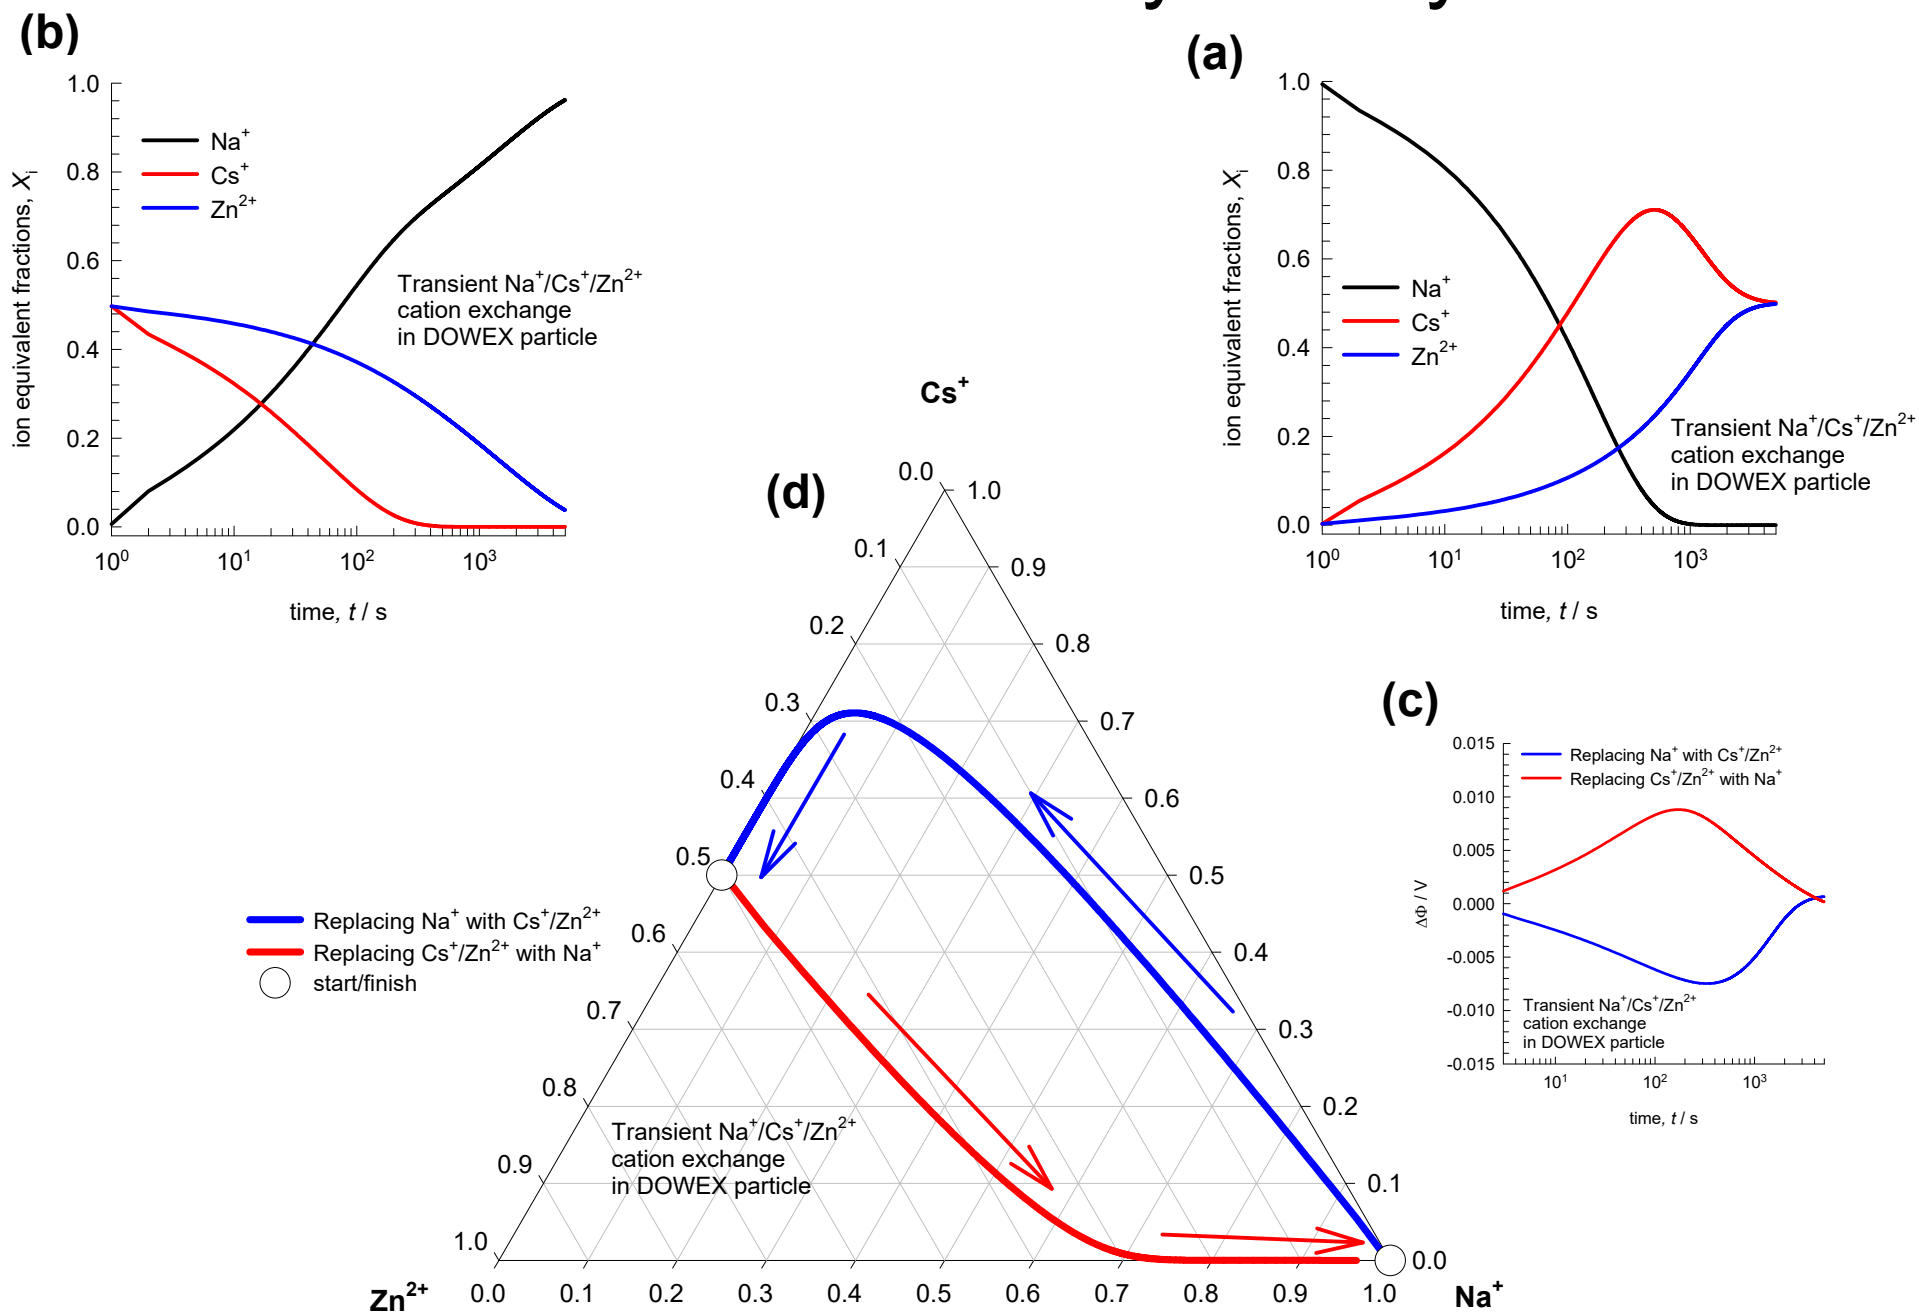 (b)
1.0
0.8
0.6
0.4
0.2
0.0
ion equivalent fractions, Xi
Na+
Cs+
Zn2+
Transient Na+/Cs+/Zn2+
cation exchange
in DOWEX particle
10^0 10^1 10^2 10^3
time, t / s
(a)
1.0
0.8
0.6
0.4
0.2
0.0
ion equivalent fractions, Xi
Na+
Cs+
Zn2+
Transient Na+/Cs+/Zn2+
cation exchange
in DOWEX particle
10^0 10^1 10^2 10^3
time, t / s
(d)
Cs+
0.0 1.0
0.1 0.9
0.2 0.8
0.3 0.7
0.4 0.6
0.5 0.5
0.6 0.4
0.7 0.3
0.8 0.2
0.9 0.1
1.0 0.0
Replacing Na+ with Cs+/Zn2+
Replacing Cs+/Zn2+ with Na+
start/finish
Transient Na+/Cs+/Zn2+
cation exchange
in DOWEX particle
Zn2+ 0.0 0.1 0.2 0.3 0.4 0.5 0.6 0.7 0.8 0.9 1.0 Na+
(c)
0.015
0.010
0.005
0.000
-0.005
-0.010
-0.015
ΔΦ / V
Replacing Na+ with Cs+/Zn2+
Replacing Cs+/Zn2+ with Na+
Transient Na+/Cs+/Zn2+
cation exchange
in DOWEX particle
10^1 10^2 10^3
time, t / s